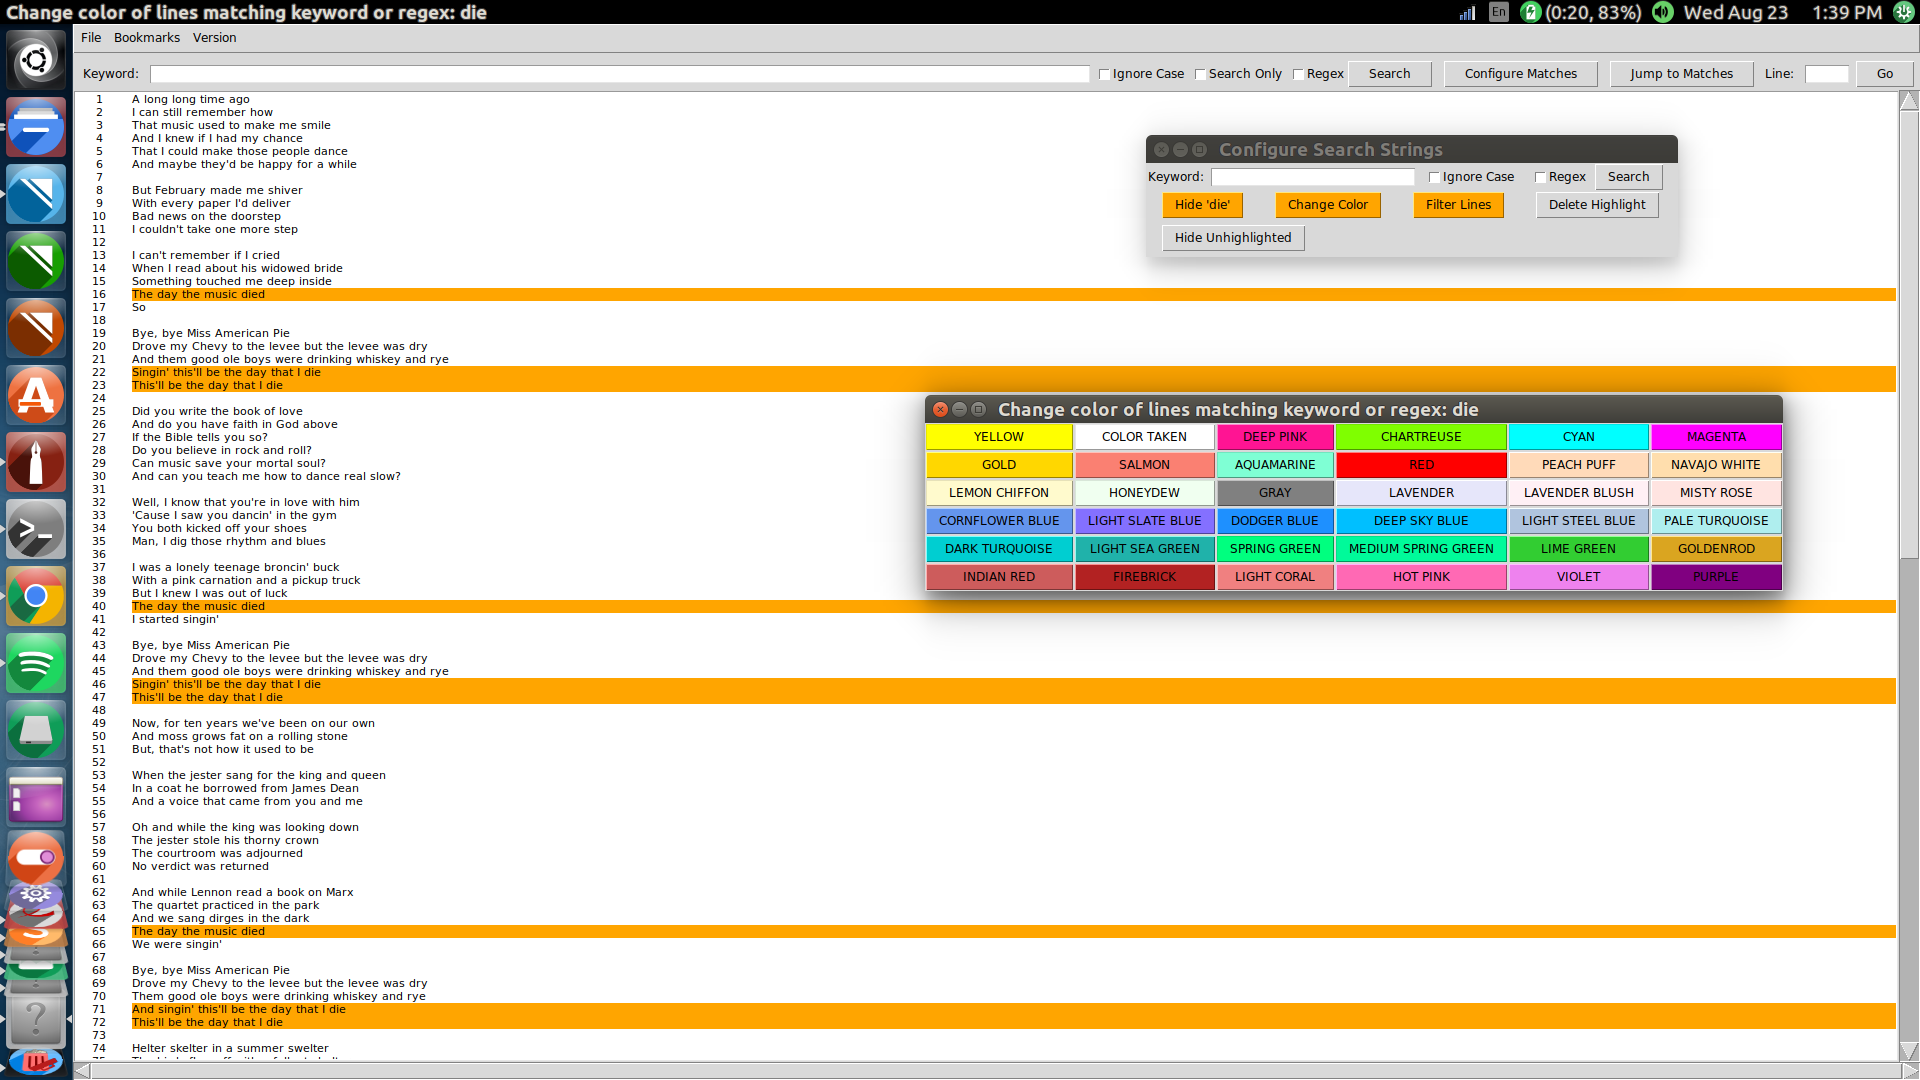 Change color of lines matching keyword or regex: die
En (0:20, 83%) Wed Aug 23 1:39 PM
File Bookmarks Version
Keyword: Ignore Case Search Only Regex Search Configure Matches Jump to Matches Line: Go
1 A long long time ago
2 I can still remember how
3 That music used to make me smile
4 And I knew if I had my chance
5 That I could make those people dance
6 And maybe they'd be happy for a while
7
8 But February made me shiver
9 With every paper I'd deliver
10 Bad news on the doorstep
11 I couldn't take one more step
12
13 I can't remember if I cried
14 When I read about his widowed bride
15 Something touched me deep inside
16 The day the music died
17 So
18
19 Bye, bye Miss American Pie
20 Drove my Chevy to the levee but the levee was dry
21 And them good ole boys were drinking whiskey and rye
22 Singin' this'll be the day that I die
23 This'll be the day that I die
24
25 Did you write the book of love
26 And do you have faith in God above
27 If the Bible tells you so?
28 Do you believe in rock and roll?
29 Can music save your mortal soul?
30 And can you teach me how to dance real slow?
31
32 Well, I know that you're in love with him
33 'Cause I saw you dancin' in the gym
34 You both kicked off your shoes
35 Man, I dig those rhythm and blues
36
37 I was a lonely teenage broncin' buck
38 With a pink carnation and a pickup truck
39 But I knew I was out of luck
40 The day the music died
41 I started singin'
42
43 Bye, bye Miss American Pie
44 Drove my Chevy to the levee but the levee was dry
45 And them good ole boys were drinking whiskey and rye
46 Singin' this'll be the day that I die
47 This'll be the day that I die
48
49 Now, for ten years we've been on our own
50 And moss grows fat on a rolling stone
51 But, that's not how it used to be
52
53 When the jester sang for the king and queen
54 In a coat he borrowed from James Dean
55 And a voice that came from you and me
56
57 Oh and while the king was looking down
58 The jester stole his thorny crown
59 The courtroom was adjourned
60 No verdict was returned
61
62 And while Lennon read a book on Marx
63 The quartet practiced in the park
64 And we sang dirges in the dark
65 The day the music died
66 We were singin'
67
68 Bye, bye Miss American Pie
69 Drove my Chevy to the levee but the levee was dry
70 Them good ole boys were drinking whiskey and rye
71 And singin' this'll be the day that I die
72 This'll be the day that I die
73
74 Helter skelter in a summer swelter
Configure Search Strings
Keyword: Ignore Case Regex Search
Hide 'die' Change Color Filter Lines Delete Highlight
Hide Unhighlighted
Change color of lines matching keyword or regex: die
YELLOW COLOR TAKEN DEEP PINK CHARTREUSE CYAN MAGENTA
GOLD SALMON AQUAMARINE RED PEACH PUFF NAVAJO WHITE
LEMON CHIFFON HONEYDEW GRAY LAVENDER LAVENDER BLUSH MISTY ROSE
CORNFLOWER BLUE LIGHT SLATE BLUE DODGER BLUE DEEP SKY BLUE LIGHT STEEL BLUE PALE TURQUOISE
DARK TURQUOISE LIGHT SEA GREEN SPRING GREEN MEDIUM SPRING GREEN LIME GREEN GOLDENROD
INDIAN RED FIREBRICK LIGHT CORAL HOT PINK VIOLET PURPLE